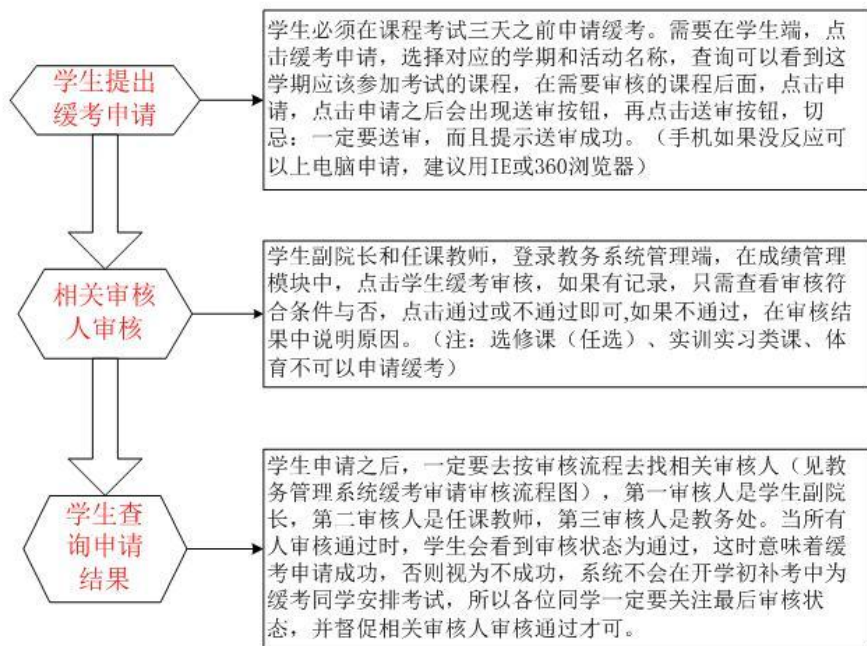 学生提出
缓考申请
学生必须在课程考试三天之前申请缓考。需要在学生端，点
击缓考申请，选择对应的学期和活动名称，查询可以看到这
学期应该参加考试的课程，在需要审核的课程后面，点击申
请，点击申请之后会出现送审按钮，再点击送审按钮，切
忌：一定要送审，而且提示送审成功。（手机如果没反应可
以上电脑申请，建议用IE或360浏览器）
相关审核
人审核
学生副院长和任课教师，登录教务系统管理端，在成绩管理
模块中，点击学生缓考审核，如果有记录，只需查看审核符
合条件与否，点击通过或不通过即可,如果不通过，在审核结
果中说明原因。（注：选修课（任选）、实训实习类课、体
育不可以申请缓考）
学生查
询申请
结果
学生申请之后，一定要去按审核流程去找相关审核人（见教
务管理系统缓考审请审核流程图），第一审核人是学生副院
长，第二审核人是任课教师，第三审核人是教务处。当所有
人审核通过时，学生会看到审核状态为通过，这时意味着缓
考申请成功，否则视为不成功，系统不会在开学初补考中为
缓考同学安排考试，所以各位同学一定要关注最后审核状
态，并督促相关审核人审核通过才可。